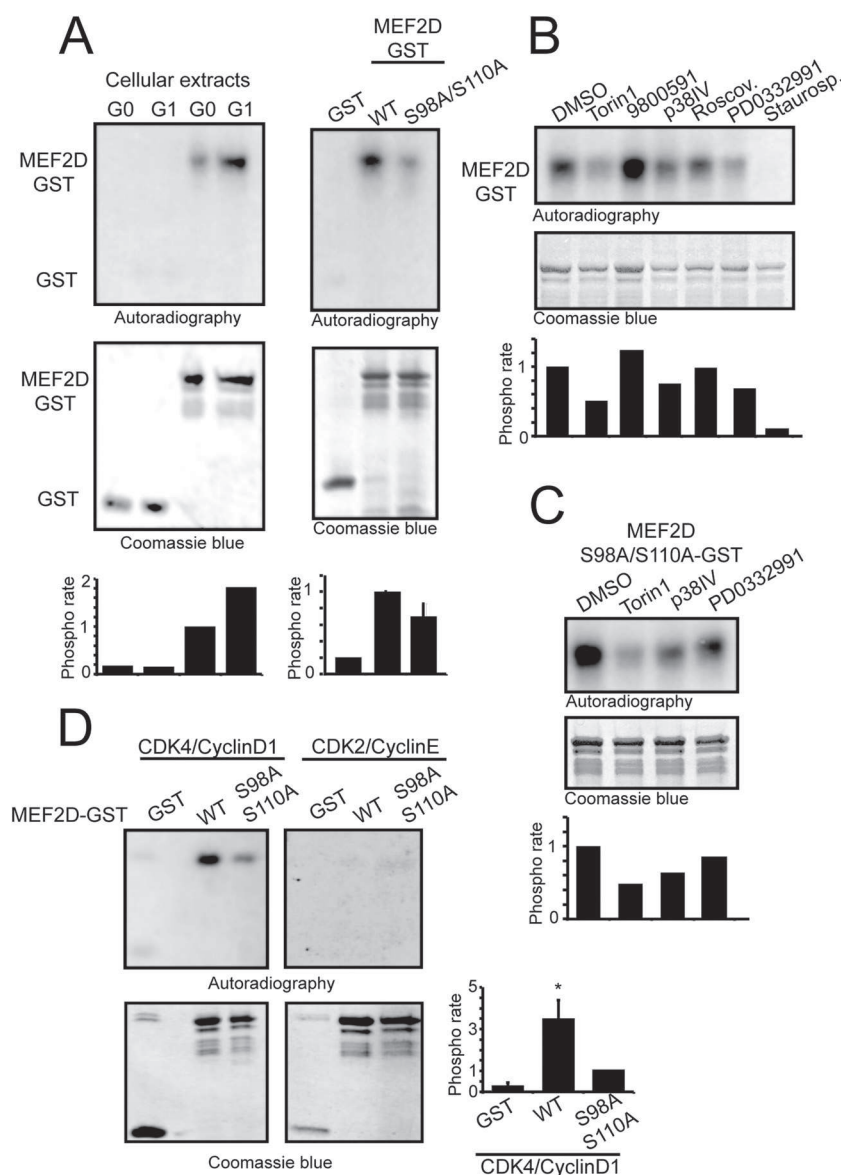 A
Cellular extracts
G0 G1 G0 G1
MEF2D
GST
GST
Autoradiography
MEF2D
GST
GST
Coomassie blue
Phospho rate
2
1
0
MEF2D
GST
GST
WT
S98A/S110A
Autoradiography
Coomassie blue
Phospho rate
1
0
B
DMSO
Torin1
9800591
p38IV
Roscov.
PD0332991
Staurosp.
MEF2D
GST
Autoradiography
Coomassie blue
Phospho rate
1
0
C
MEF2D
S98A/S110A-GST
DMSO
Torin1
p38IV
PD0332991
Autoradiography
Coomassie blue
Phospho rate
1
0
D
CDK4/CyclinD1 CDK2/CyclinE
MEF2D-GST
GST
WT
S98A
S110A
GST
WT
S98A
S110A
Autoradiography
Coomassie blue
Phospho rate
5
3
1
0
*
GST
WT
S98A
S110A
CDK4/CyclinD1